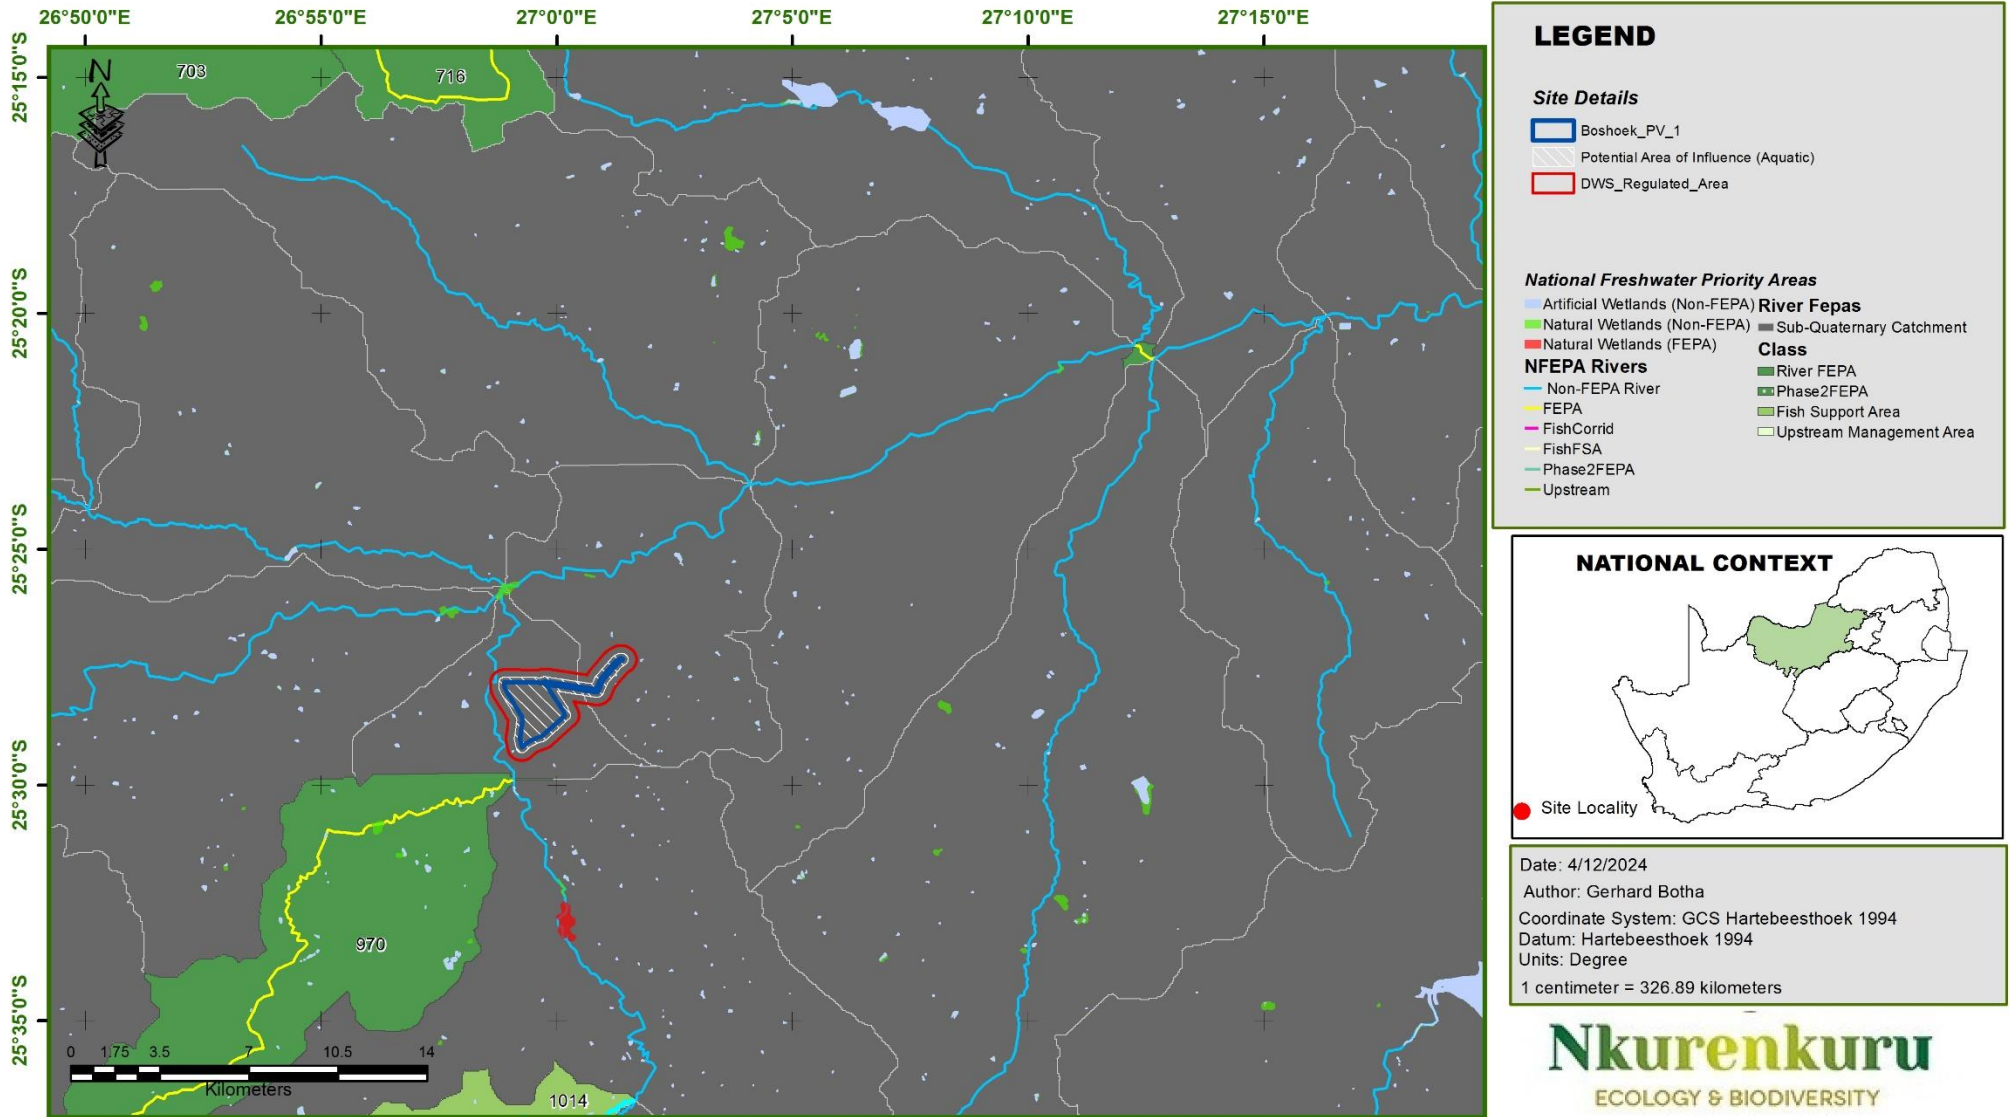 26°50'0"E 26°55'0"E 27°0'0"E 27°5'0"E 27°10'0"E 27°15'0"E
25°15'0"S
25°20'0"S
25°25'0"S
25°30'0"S
25°35'0"S
N
703
716
970
1014
0 1.75 3.5 7 10.5 14
Kilometers
LEGEND
Site Details
Boshoek_PV_1
Potential Area of Influence (Aquatic)
DWS_Regulated_Area
National Freshwater Priority Areas
Artificial Wetlands (Non-FEPA)
Natural Wetlands (Non-FEPA)
Natural Wetlands (FEPA)
NFEPA Rivers
Non-FEPA River
FEPA
FishCorrid
FishFSA
Phase2FEPA
Upstream
River Fepas
Sub-Quaternary Catchment
Class
River FEPA
Phase2FEPA
Fish Support Area
Upstream Management Area
NATIONAL CONTEXT
Site Locality
Date: 4/12/2024
Author: Gerhard Botha
Coordinate System: GCS Hartebeesthoek 1994
Datum: Hartebeesthoek 1994
Units: Degree
1 centimeter = 326.89 kilometers
Nkurenkuru
ECOLOGY & BIODIVERSITY